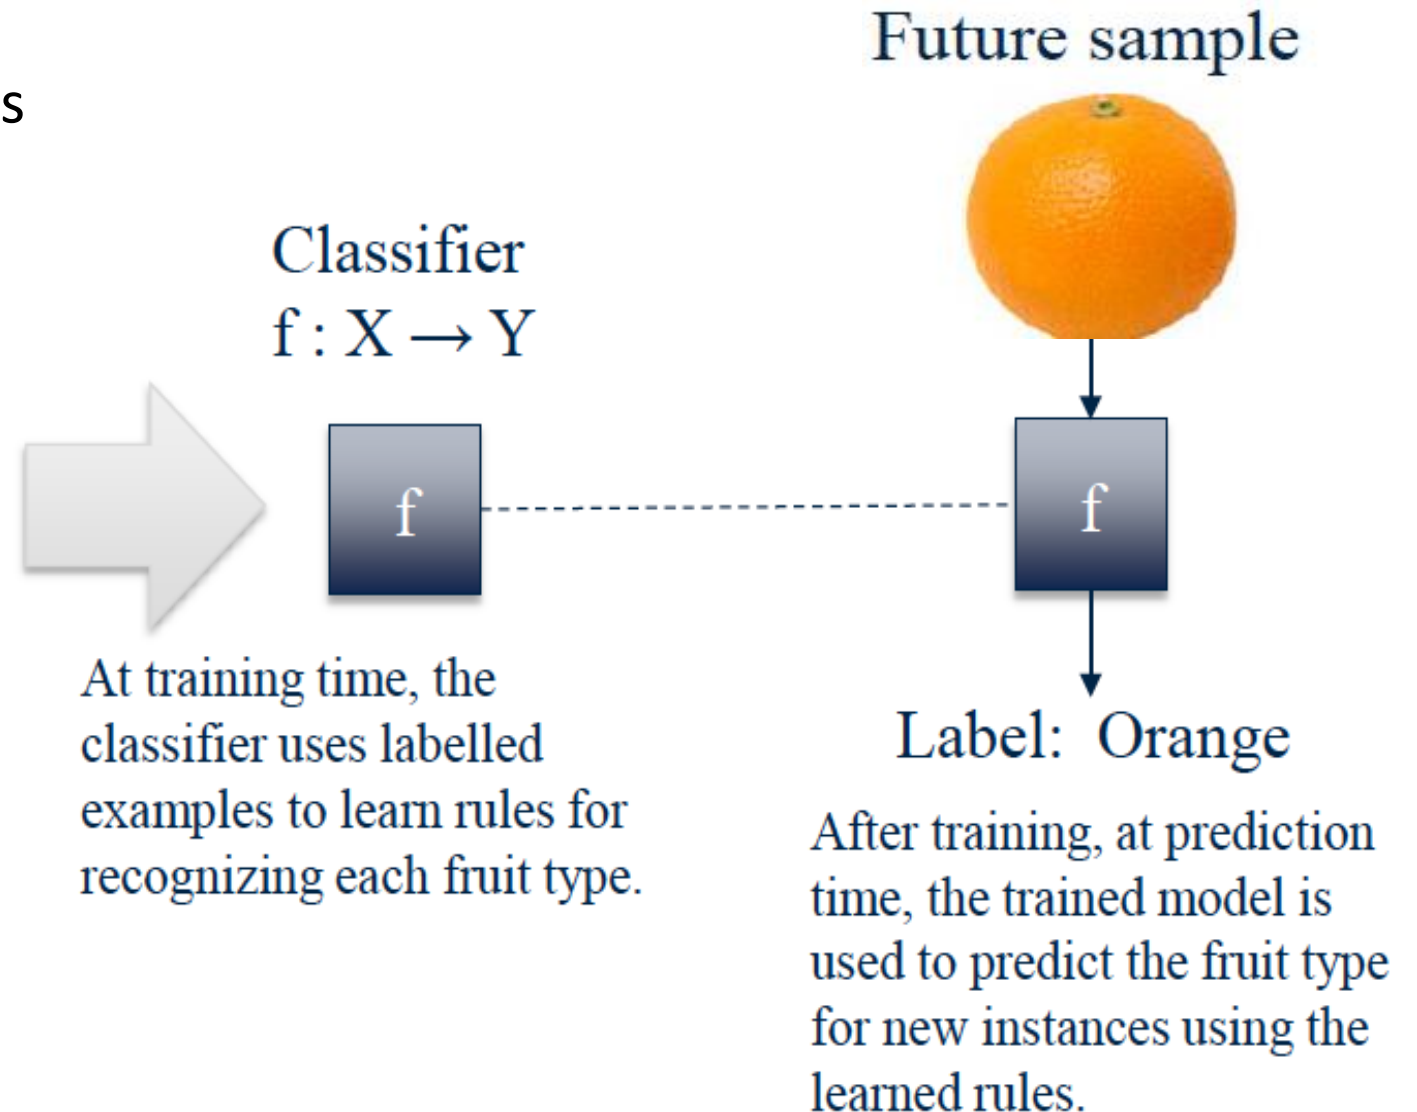 s
Classifier
f : X → Y
f
At training time, the
classifier uses labelled
examples to learn rules for
recognizing each fruit type.
Future sample
f
Label: Orange
After training, at prediction
time, the trained model is
used to predict the fruit type
for new instances using the
learned rules.